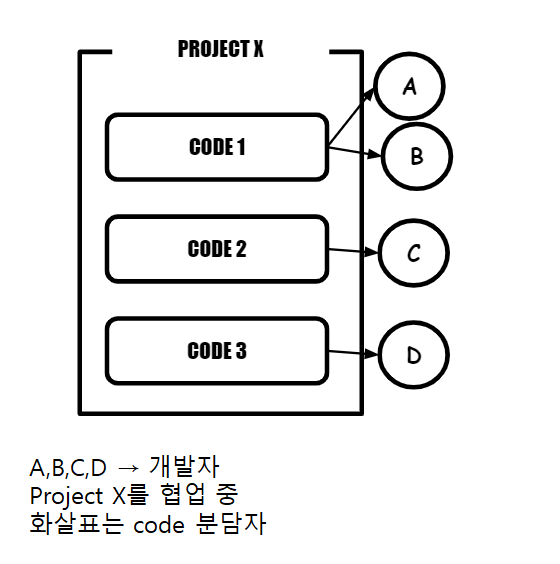 PROJECT X
A
CODE 1
B
CODE 2
C
CODE 3
D
A,B,C,D → 개발자
Project X를 협업 중
화살표는 code 분담자